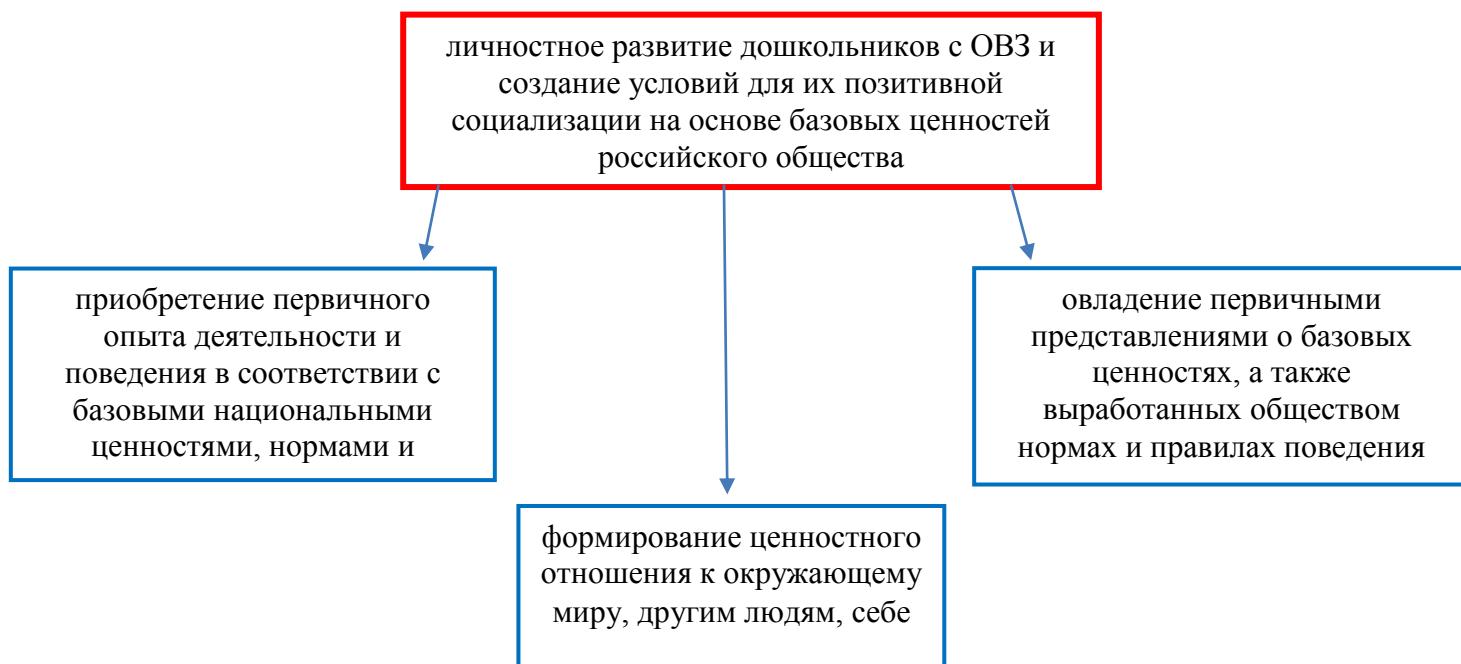 личностное развитие дошкольников с ОВЗ и
создание условий для их позитивной
социализации на основе базовых ценностей
российского общества
приобретение первичного
опыта деятельности и
поведения в соответствии с
базовыми национальными
ценностями, нормами и
овладение первичными
представлениями о базовых
ценностях, а также
выработанных обществом
нормах и правилах поведения
формирование ценностного
отношения к окружающему
миру, другим людям, себе